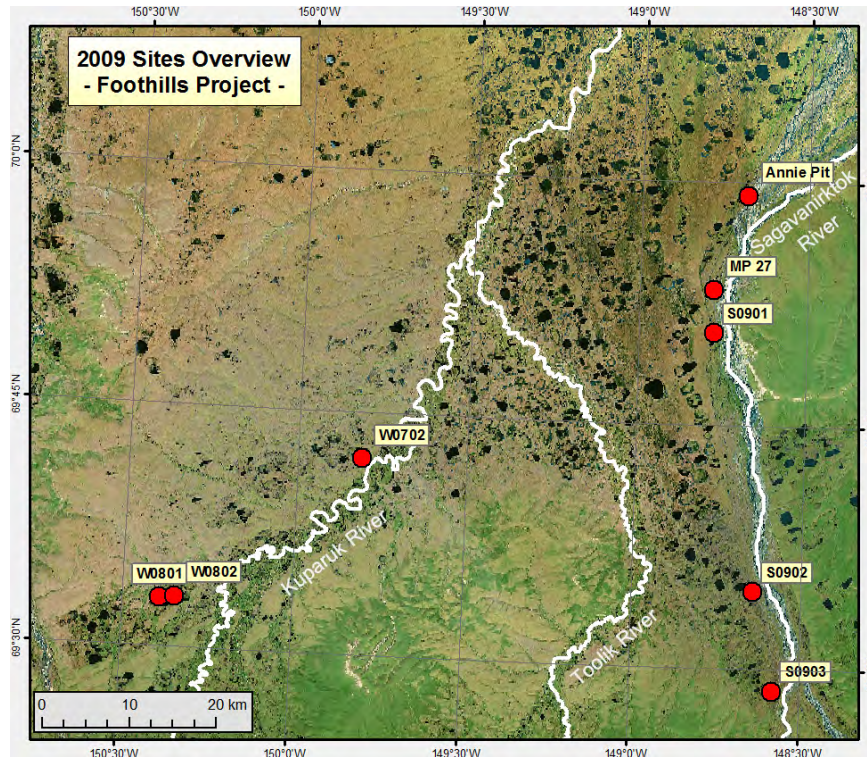 150°30'W
150°0'W
149°30'W
149°0'W
148°30'W
2009 Sites Overview
- Foothills Project -
70°0'N
Annie Pit
Sagavanirktok
River
MP 27
S0901
69°45'N
W0702
Kuparuk River
W0801
W0802
S0902
Toolik River
69°30'N
S0903
0 10 20 km
150°30'W
150°0'W
149°30'W
149°0'W
148°30'W